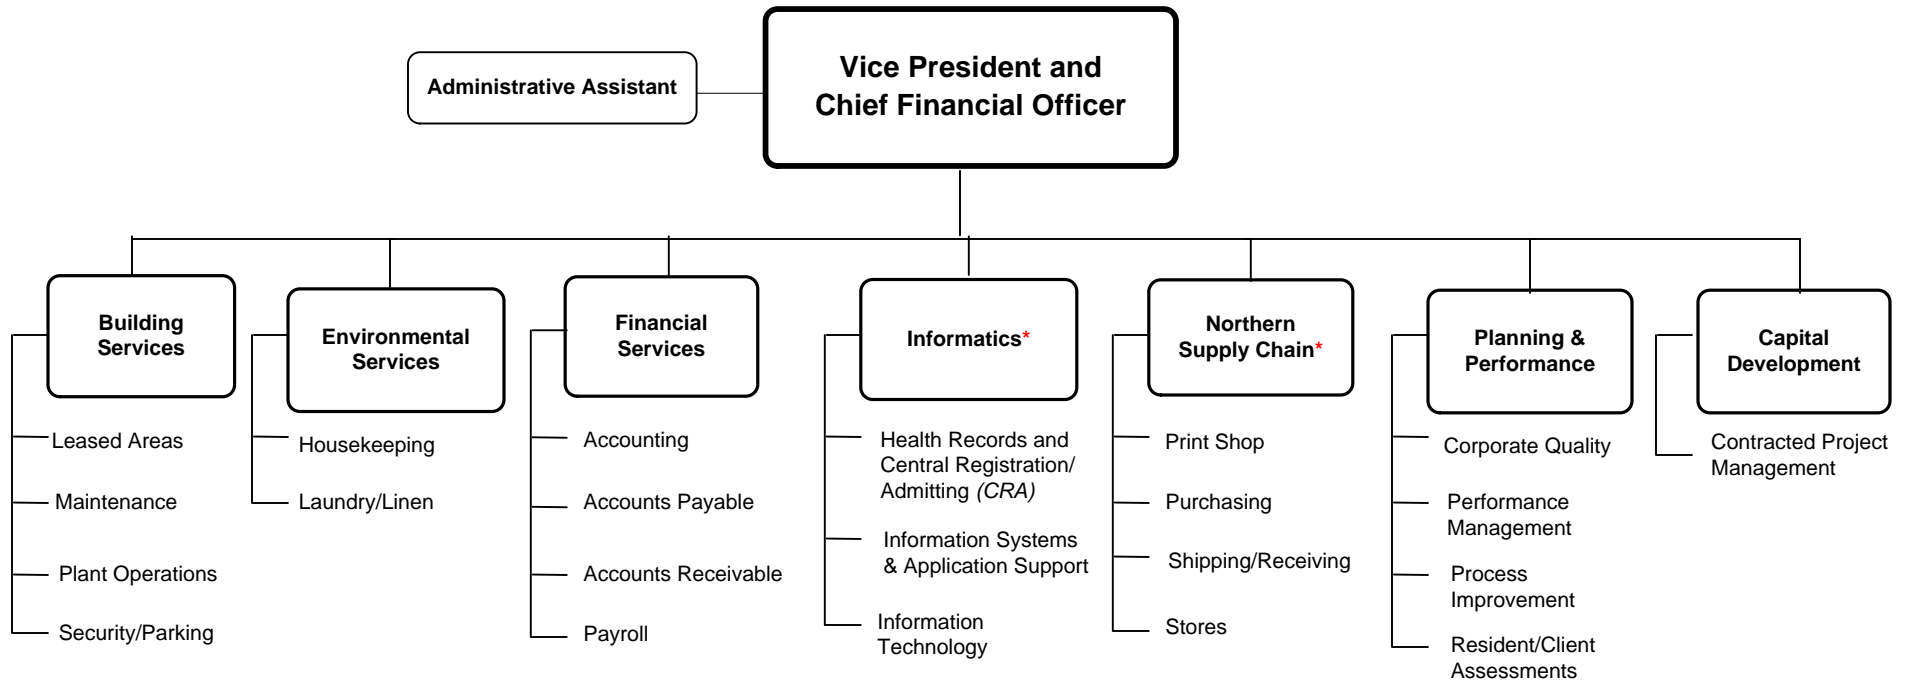 Administrative Assistant
Vice President and
Chief Financial Officer
Building
Services
Leased Areas
Maintenance
Plant Operations
Security/Parking
Environmental
Services
Housekeeping
Laundry/Linen
Financial
Services
Accounting
Accounts Payable
Accounts Receivable
Payroll
Informatics*
Health Records and
Central Registration/
Admitting (CRA)
Information Systems
& Application Support
Information
Technology
Northern
Supply Chain*
Print Shop
Purchasing
Shipping/Receiving
Stores
Planning &
Performance
Corporate Quality
Performance
Management
Process
Improvement
Resident/Client
Assessments
Capital
Development
Contracted Project
Management